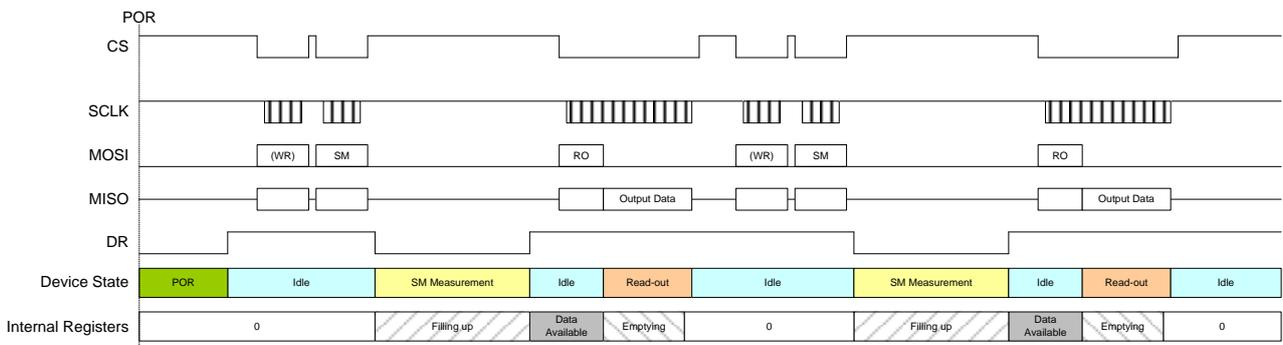 POR
CS
SCLK
MOSI (WR) SM RO (WR) SM RO
MISO Output Data Output Data
DR
Device State POR Idle SM Measurement Idle Read-out Idle SM Measurement Idle Read-out Idle
Internal Registers 0 Filling up Data Available Emptying 0 Filling up Data Available Emptying 0